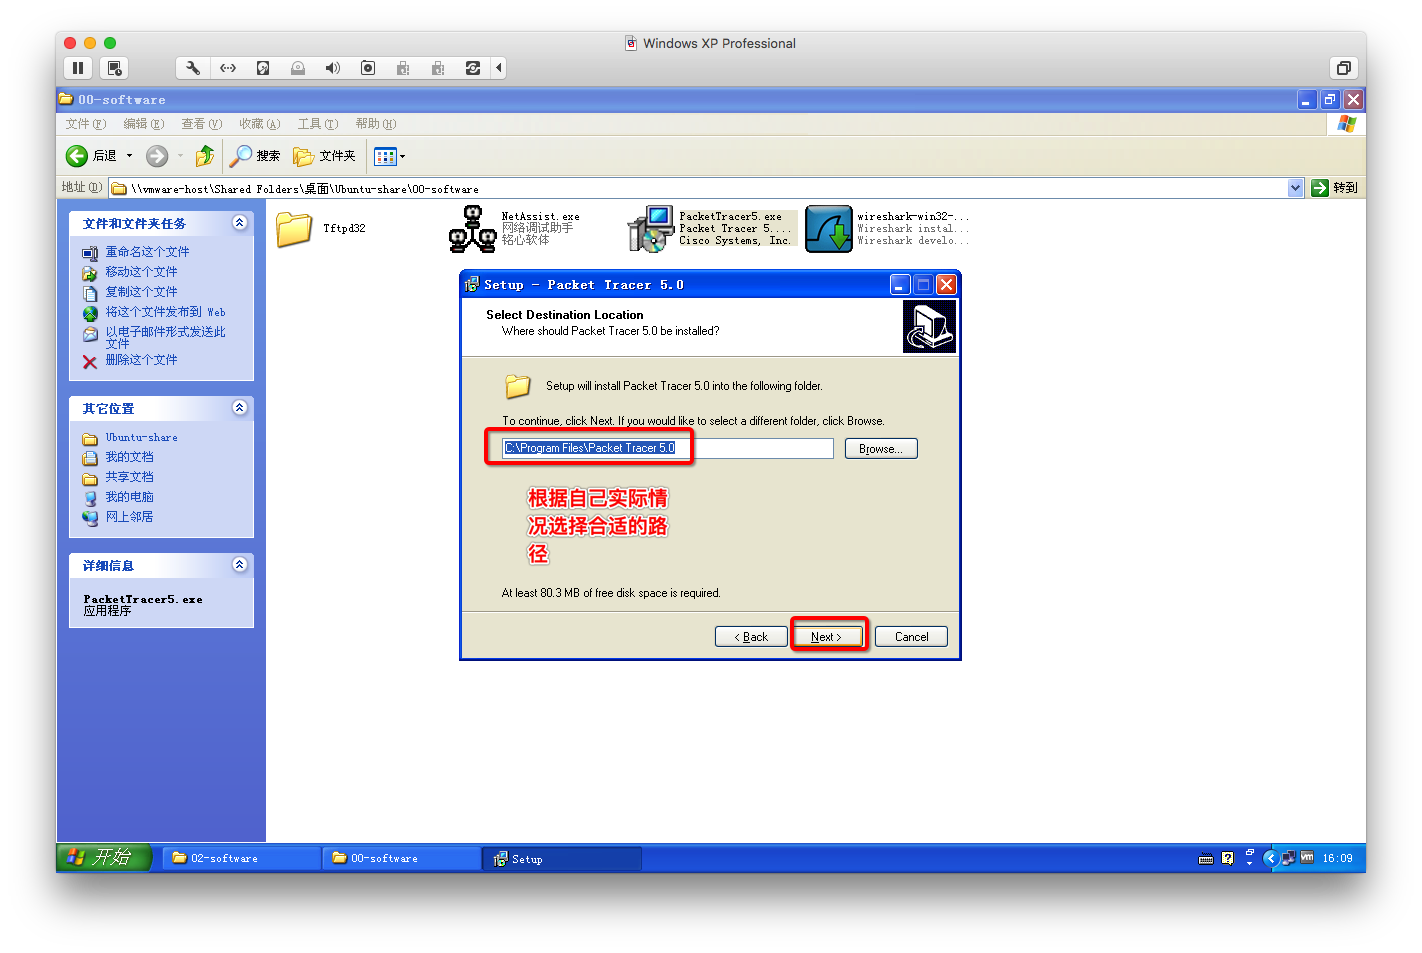 Windows XP Professional
00-software
文件(F) 编辑(E) 查看(V) 收藏(A) 工具(T) 帮助(H)
后退 搜索 文件夹
地址(D) \\vmware-host\Shared Folders\桌面\Ubuntu-share\00-software 转到
文件和文件夹任务
重命名这个文件
移动这个文件
复制这个文件
将这个文件发布到 Web
以电子邮件形式发送此
文件
删除这个文件
其它位置
Ubuntu-share
我的文档
共享文档
我的电脑
网上邻居
详细信息
PacketTracer5.exe
应用程序
Tftpd32
NetAssist.exe
网络调试助手
铭心软体
PacketTracer5.exe
Packet Tracer 5....
Cisco Systems, Inc.
wireshark-win32-...
Wireshark instal...
Wireshark develo...
Setup - Packet Tracer 5.0
Select Destination Location
Where should Packet Tracer 5.0 be installed?
Setup will install Packet Tracer 5.0 into the following folder.
To continue, click Next. If you would like to select a different folder, click Browse.
C:\Program Files\Packet Tracer 5.0
Browse...
根据自己实际情
况选择合适的路
径
At least 80.3 MB of free disk space is required.
< Back Next > Cancel
开始 02-software 00-software Setup 16:09